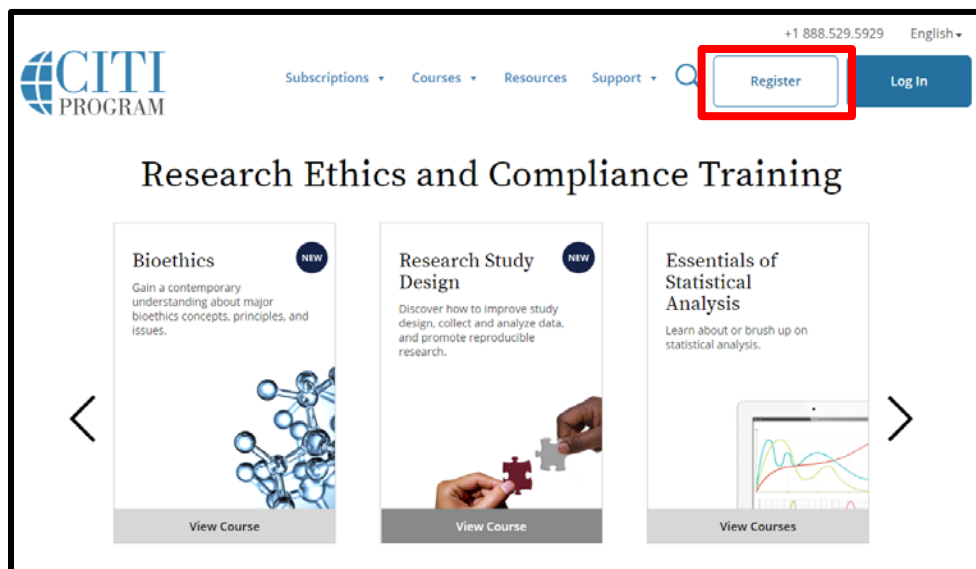 +1 888.529.5929 English
CITI
PROGRAM
Subscriptions Courses Resources Support Register Log In
Research Ethics and Compliance Training
Bioethics
NEW
Gain a contemporary
understanding about major
bioethics concepts, principles, and
issues.
View Course
Research Study
Design
NEW
Discover how to improve study
design, collect and analyze data,
and promote reproducible
research.
View Course
Essentials of
Statistical
Analysis
Learn about or brush up on
statistical analysis.
View Courses